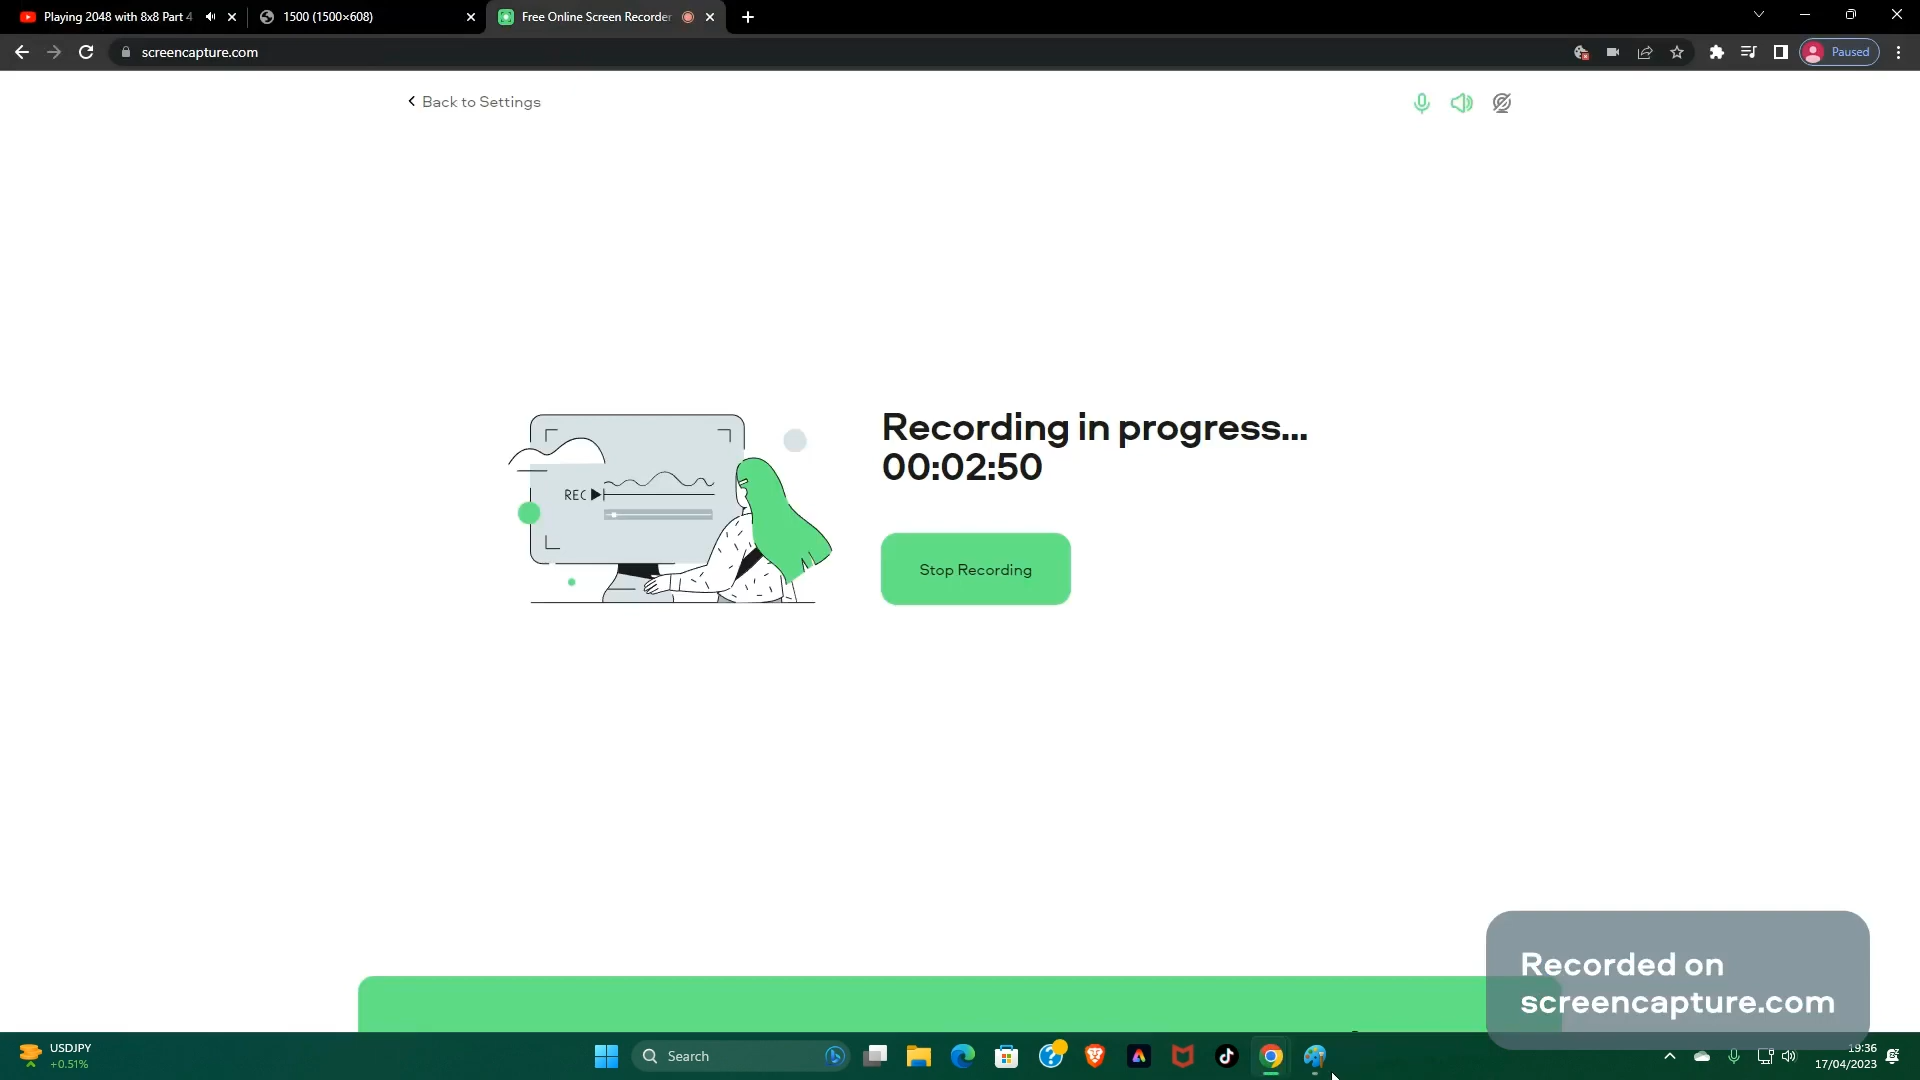 Playing 2048 with 8x8 Part 4
1500 (1500×608)
Free Online Screen Recorder
screencapture.com
Paused
Back to Settings
REC
Recording in progress...
00:02:50
Stop Recording
Recorded on
screencapture.com
USDJPY
+0.51%
Search
19:36
17/04/2023